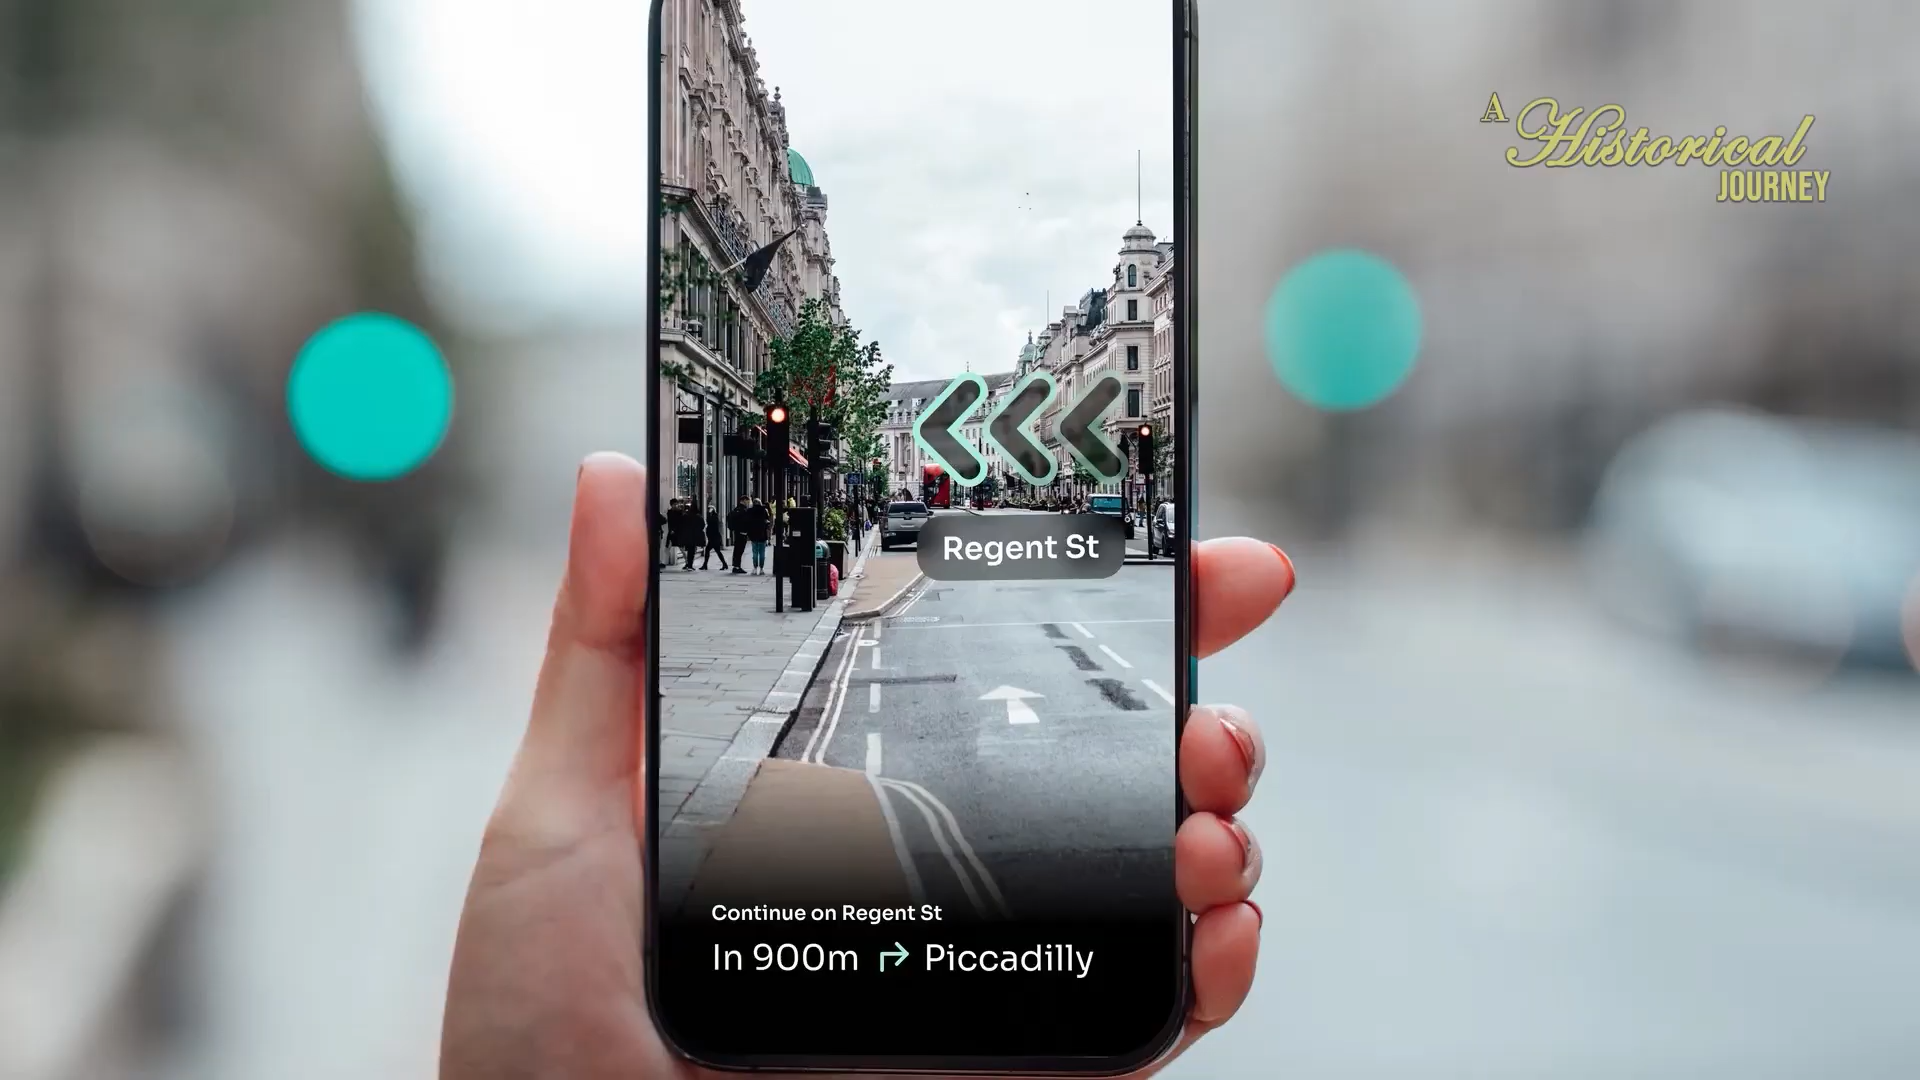 A Historical
JOURNEY
Regent St
Continue on Regent St
In 900m Piccadilly